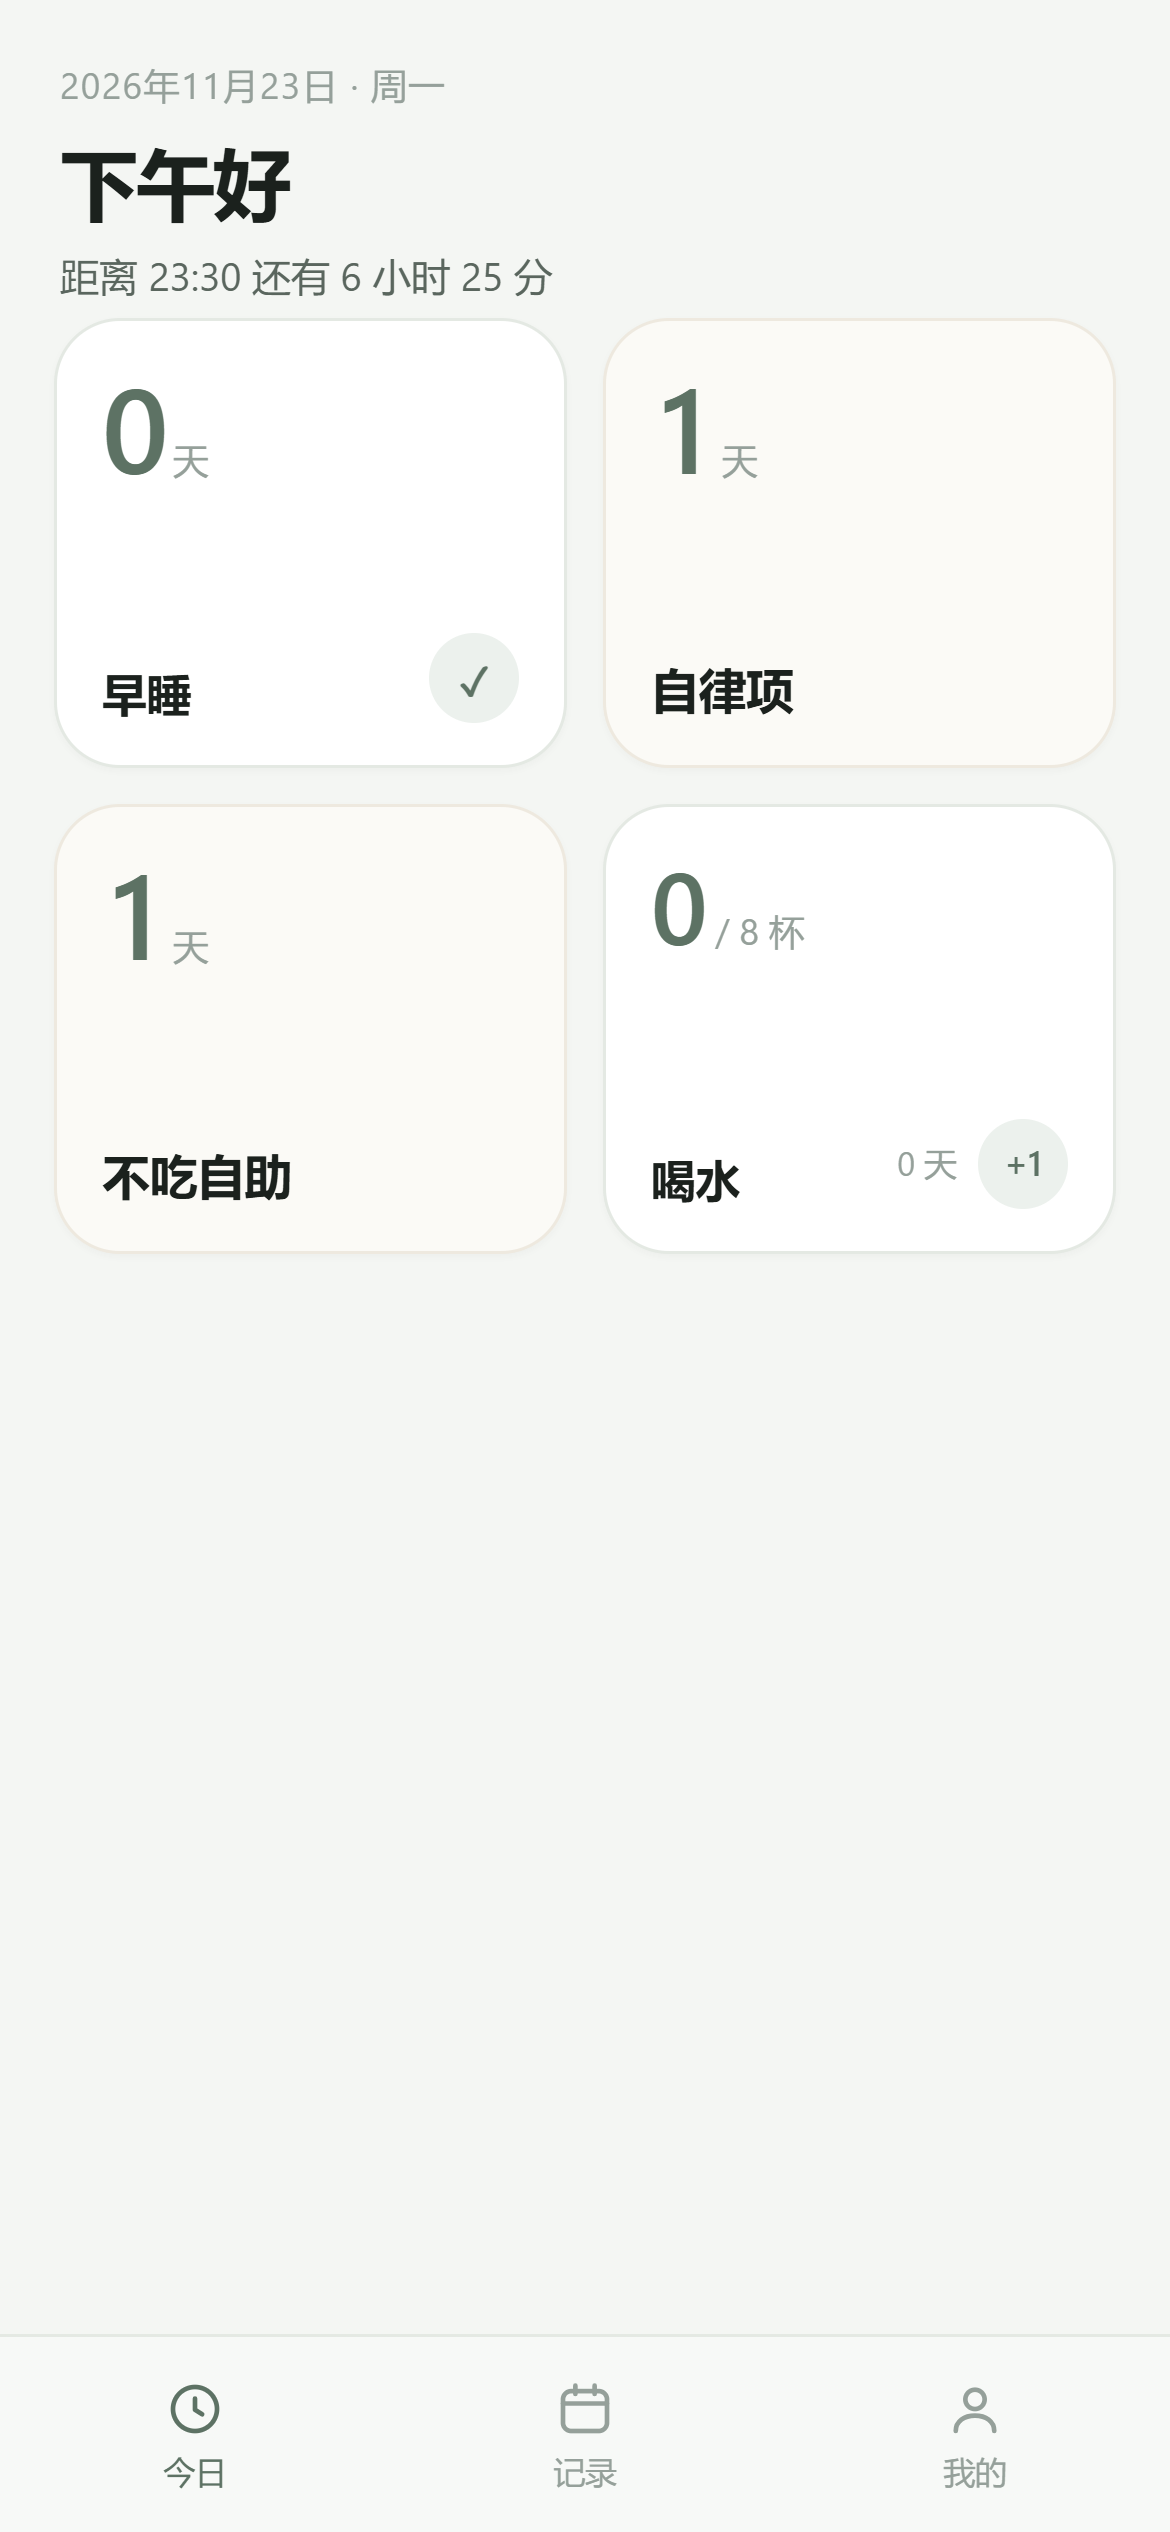 2026年11月23日 · 周一
下午好
距离 23:30 还有 6 小时 25 分
0 天
早睡
✓
1 天
自律项
1 天
不吃自助
0 / 8 杯
喝水
0 天
+1
今日
记录
我的